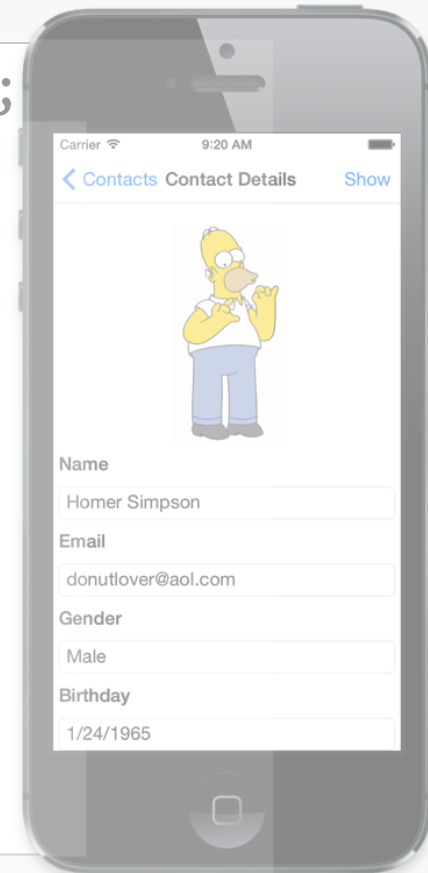 ;
Carrier 9:20 AM
Contacts Contact Details Show
Name
Homer Simpson
Email
donutlover@aol.com
Gender
Male
Birthday
1/24/1965